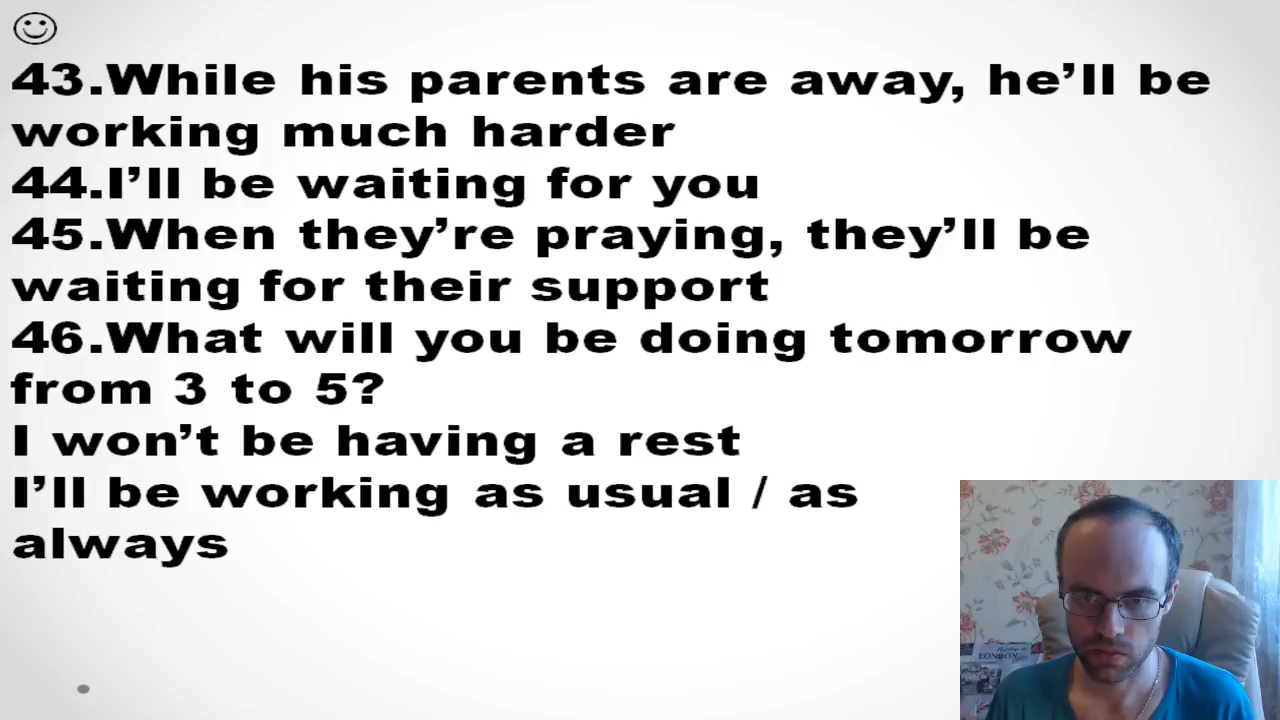 43.While his parents are away, he’ll be
working much harder
44.I’ll be waiting for you
45.When they’re praying, they’ll be
waiting for their support
46.What will you be doing tomorrow
from 3 to 5?
I won’t be having a rest
I’ll be working as usual / as
always
LONDON